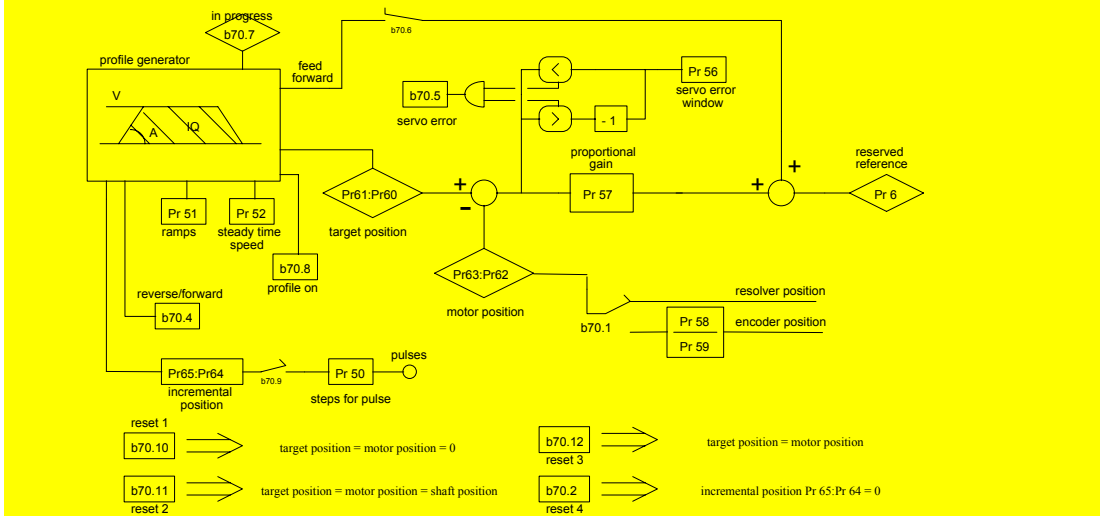 in progress
b70.7
b70.6
profile generator
feed
forward
V
A
IQ
b70.5
servo error
<
>
- 1
Pr 56
servo error
window
proportional
gain
Pr 57
reserved
reference
+
+
Pr 6
Pr61:Pr60
target position
+
–
Pr 51
ramps
Pr 52
steady time
speed
b70.8
profile on
Pr63:Pr62
motor position
b70.1
resolver position
Pr 58
Pr 59
encoder position
reverse/forward
b70.4
Pr65:Pr64
incremental
position
b70.9
Pr 50
steps for pulse
pulses
reset 1
b70.10
target position = motor position = 0
b70.12
reset 3
target position = motor position
b70.11
reset 2
target position = motor position = shaft position
b70.2
reset 4
incremental position Pr 65:Pr 64 = 0